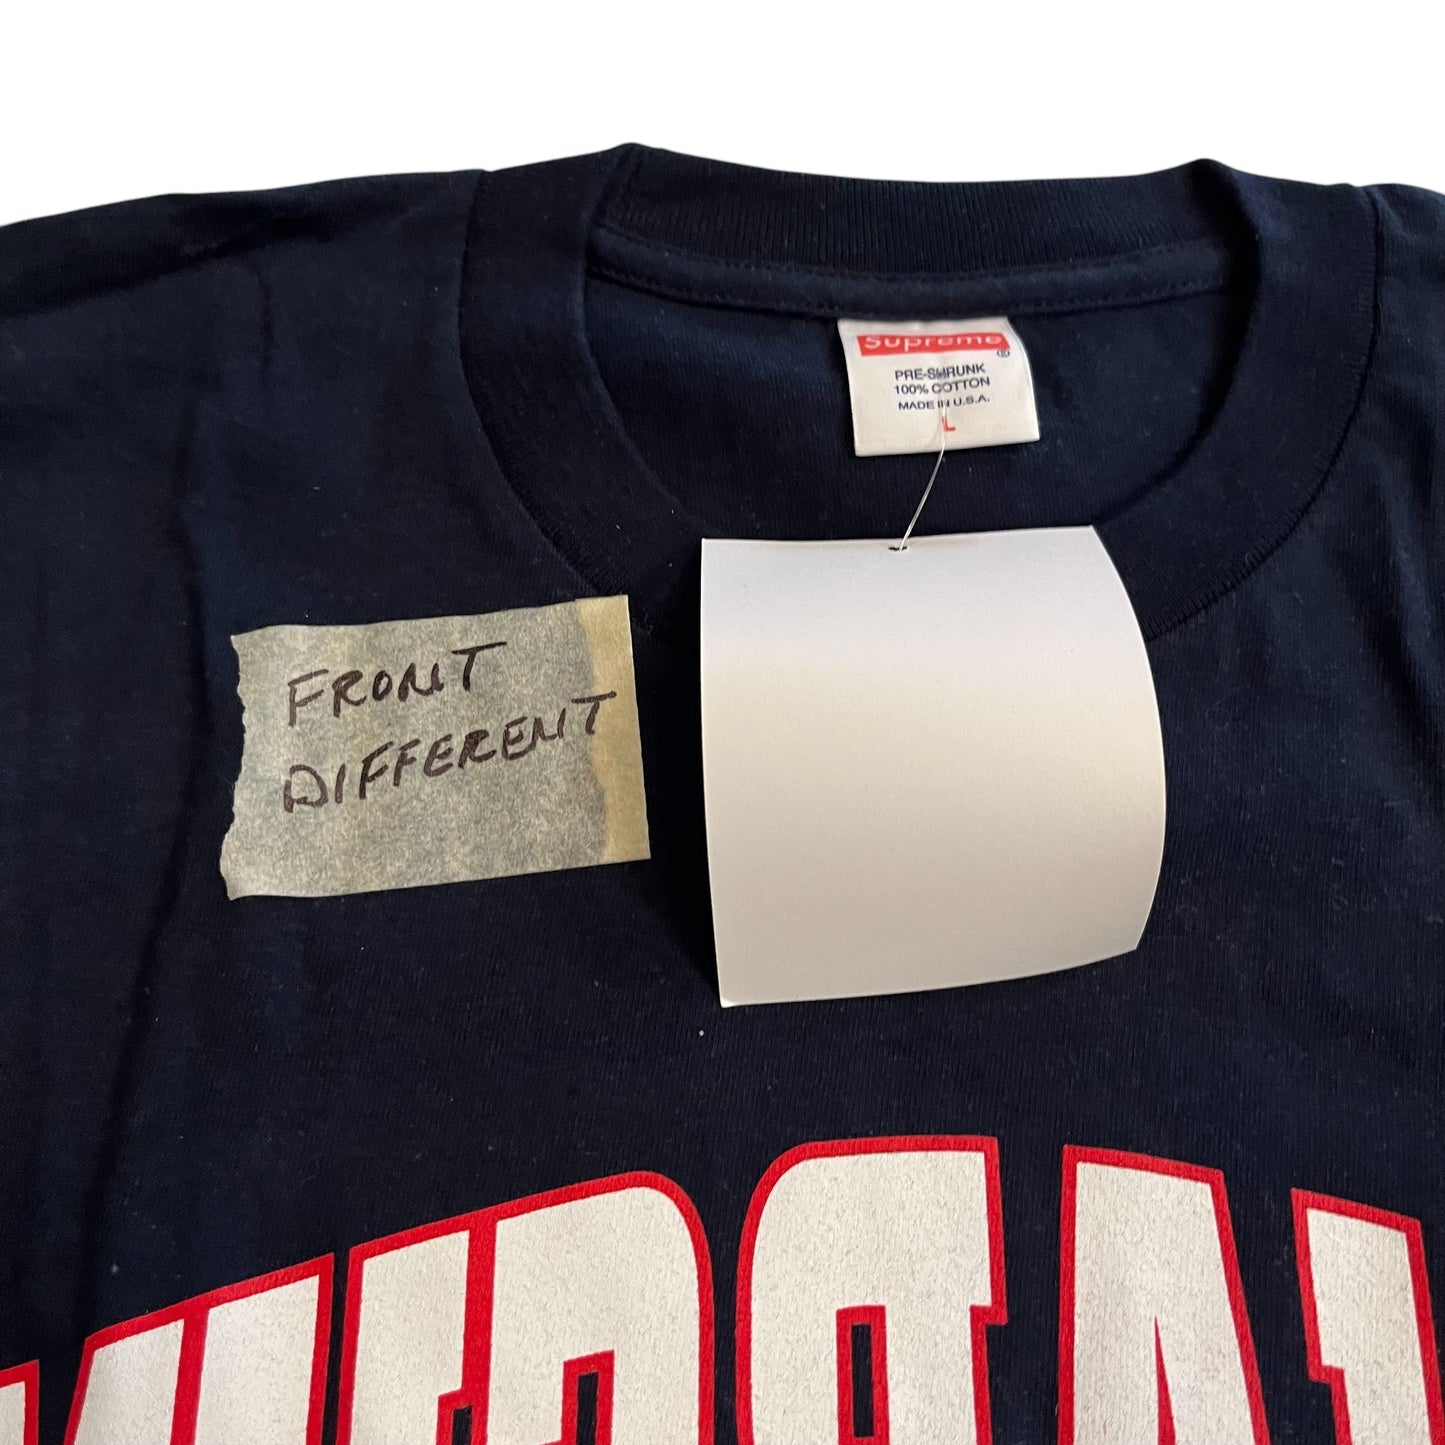 Supreme
®
PRE-SHRUNK
100% COTTON
MADE IN U.S.A.
L
FRONT
DIFFERENT